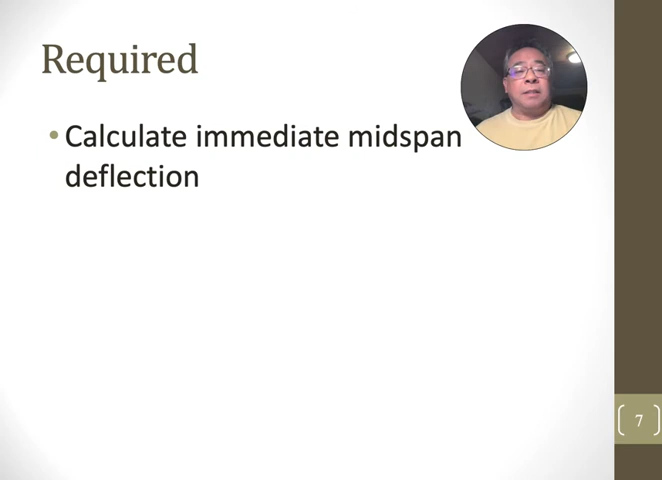 Required
• Calculate immediate midspan
deflection
7